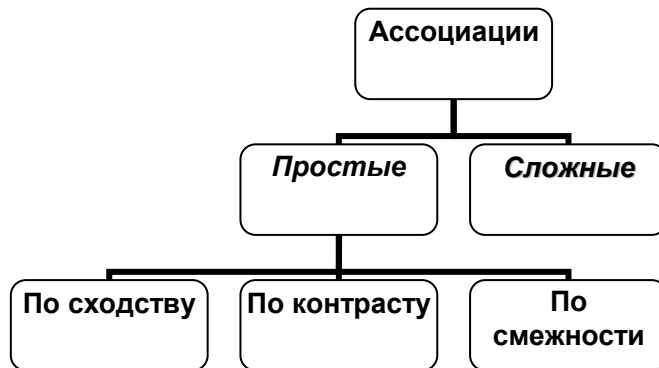 Ассоциации
Простые
Сложные
По сходству
По контрасту
По
смежности